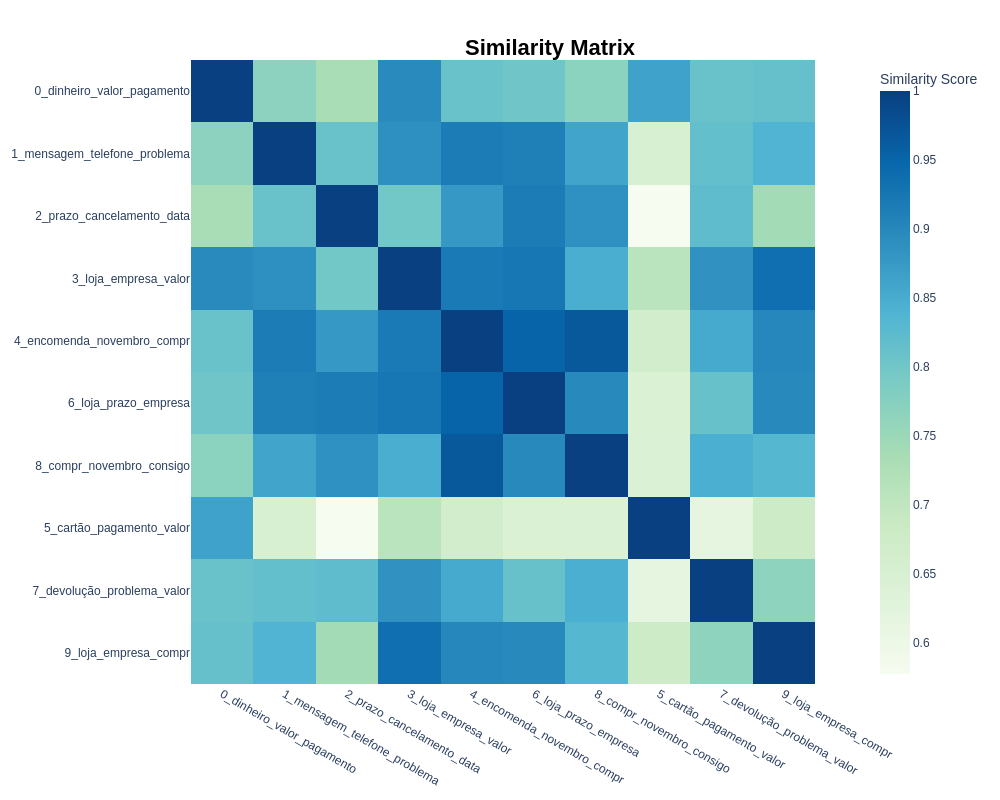 Similarity Matrix
Similarity Score
0_dinheiro_valor_pagamento
1_mensagem_telefone_problema
2_prazo_cancelamento_data
3_loja_empresa_valor
4_encomenda_novembro_compr
6_loja_prazo_empresa
8_compr_novembro_consigo
5_cartão_pagamento_valor
7_devolução_problema_valor
9_loja_empresa_compr
1
0.95
0.9
0.85
0.8
0.75
0.7
0.65
0.6
0_dinheiro_valor_pagamento
1_mensagem_telefone_problema
2_prazo_cancelamento_data
3_loja_empresa_valor
4_encomenda_novembro_compr
6_loja_prazo_empresa
8_compr_novembro_consigo
5_cartão_pagamento_valor
7_devolução_problema_valor
9_loja_empresa_compr